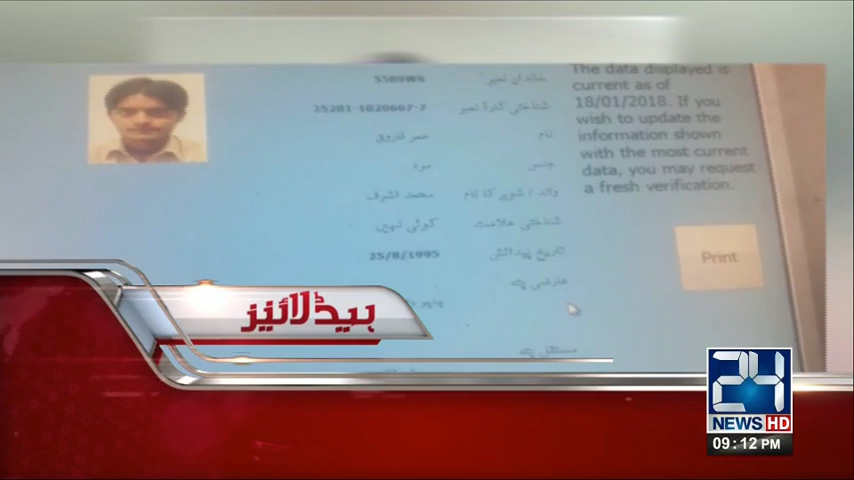 خاندان نمبر 3589W6
شناختی کارڈ نمبر 35201-1020667-7
نام عمر فاروق
جنس مرد
والد / شوہر کا نام محمد اشرف
شناختی علامت کوئی نہیں
تاریخ پیدائش 25/8/1995
عارضی پتہ
مستقل پتہ
The data displayed is
current as of
18/01/2018. If you
wish to update the
information shown
with the most current
data, you may request
a fresh verification.
Print
ہیڈلائنز
24
NEWS HD
09:12 PM